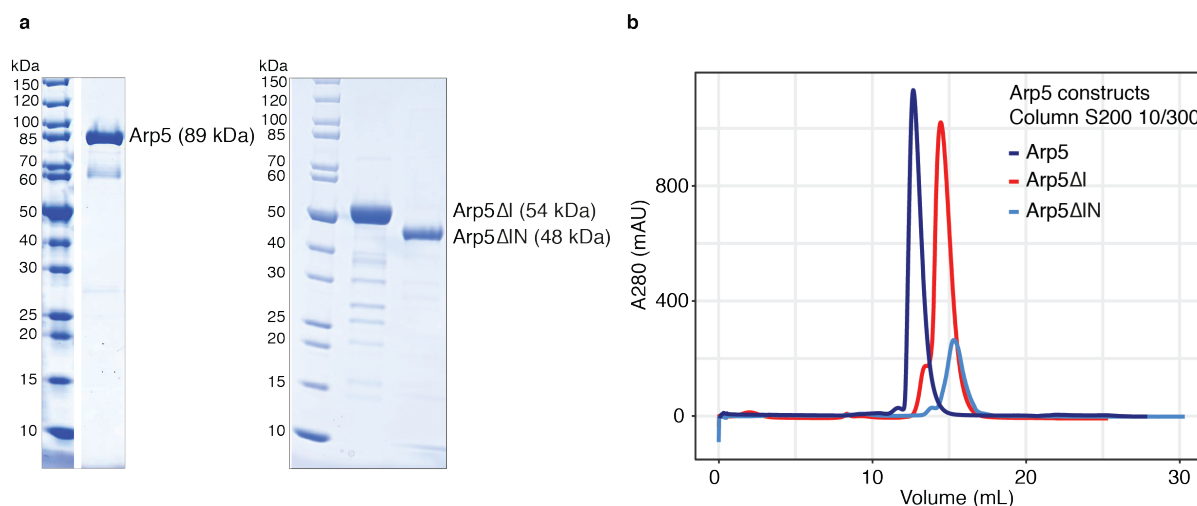 a
kDa
150
120
100
85
70
60
50
40
30
25
20
15
10
Arp5 (89 kDa)
kDa
150
120
100
85
70
60
50
40
30
25
20
15
10
Arp5ΔI (54 kDa)
Arp5ΔIN (48 kDa)
b
Arp5 constructs
Column S200 10/300
Arp5
Arp5ΔI
Arp5ΔIN
A280 (mAU)
800
400
0
0
10
20
30
Volume (mL)